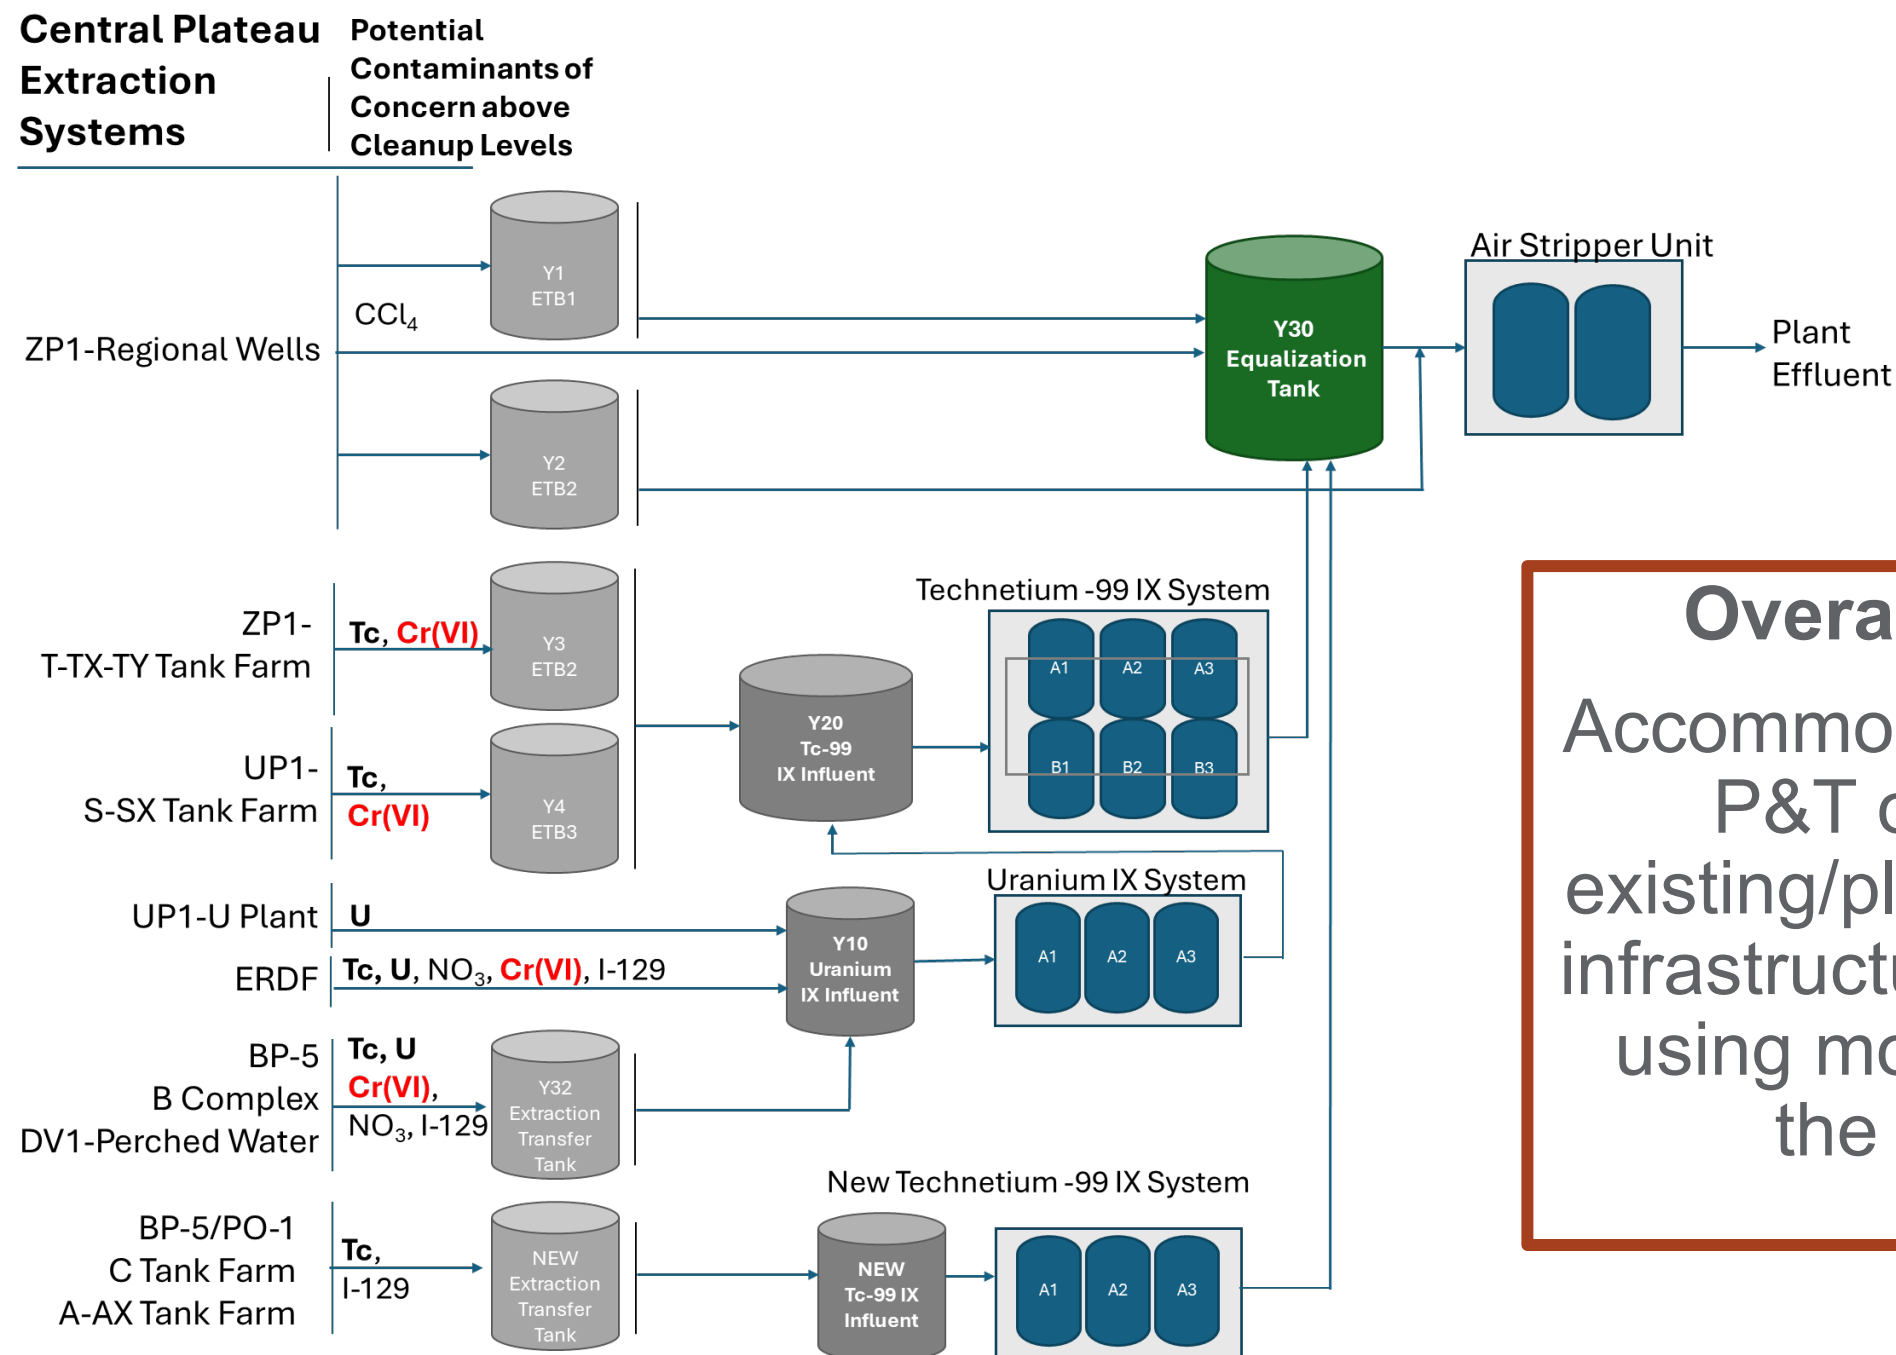 Central Plateau
Extraction
Systems
Potential
Contaminants of
Concern above
Cleanup Levels
ZP1-Regional Wells
CCl₄
Y1
ETB1
Y2
ETB2
Y30
Equalization
Tank
Air Stripper Unit
Plant
Effluent
ZP1-
T-TX-TY Tank Farm
Tc, Cr(VI)
Y3
ETB2
UP1-
S-SX Tank Farm
Tc,
Cr(VI)
Y4
ETB3
Y20
Tc-99
IX Influent
Technetium -99 IX System
A1
A2
A3
B1
B2
B3
UP1-U Plant
U
ERDF
Tc, U, NO₃, Cr(VI), I-129
Y10
Uranium
IX Influent
Uranium IX System
A1
A2
A3
BP-5
B Complex
DV1-Perched Water
Tc, U
Cr(VI),
NO₃, I-129
Y32
Extraction
Transfer
Tank
BP-5/PO-1
C Tank Farm
A-AX Tank Farm
Tc,
I-129
NEW
Extraction
Transfer
Tank
New Technetium -99 IX System
NEW
Tc-99 IX
Influent
A1
A2
A3
Overa
Accommo
P&T
existing/pl
infrastructu
using mo
the